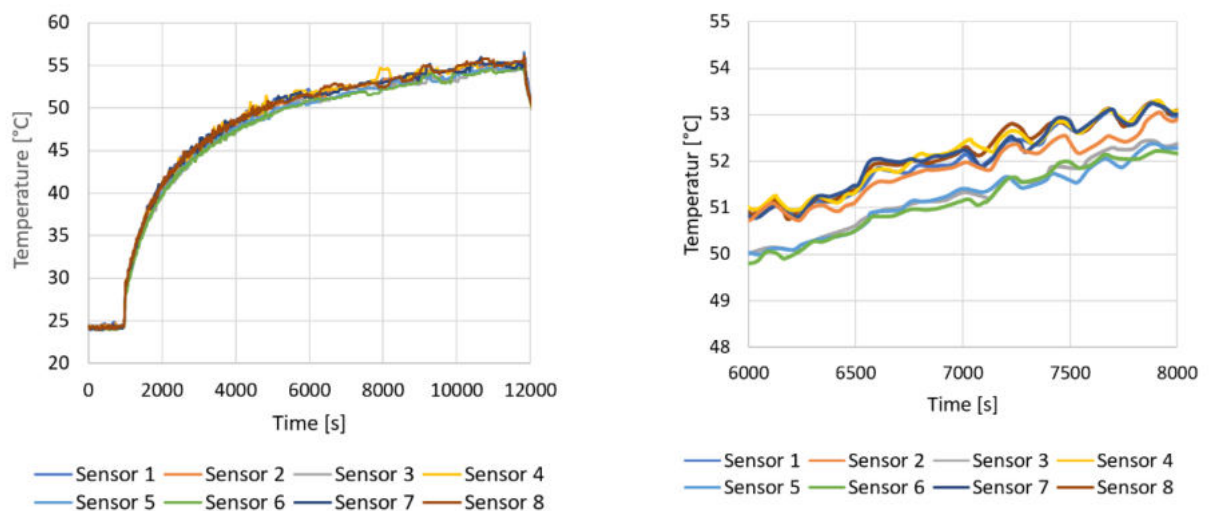 60
55
50
45
40
35
30
25
20
Temperature [°C]
0 2000 4000 6000 8000 10000 12000
Time [s]
Sensor 1 Sensor 2 Sensor 3 Sensor 4
Sensor 5 Sensor 6 Sensor 7 Sensor 8
55
54
53
52
51
50
49
48
Temperatur [°C]
6000 6500 7000 7500 8000
Time [s]
Sensor 1 Sensor 2 Sensor 3 Sensor 4
Sensor 5 Sensor 6 Sensor 7 Sensor 8